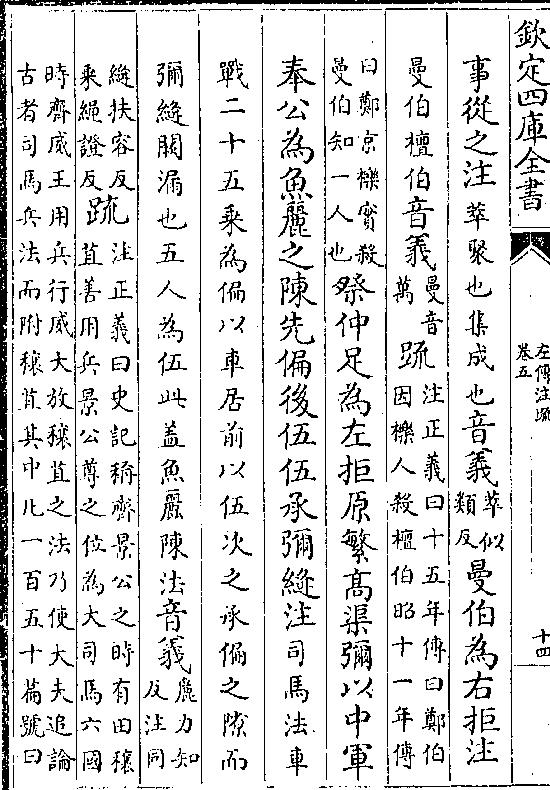 欽定四庫全書
左傳注疏
卷五
十四
事從之注萃聚也集成也音義萃似
類反曼伯為右拒注
曼伯檀伯音義曼音
萬疏注正義曰十五年傳曰鄭伯
因櫟人殺檀伯昭十一年傳
曰鄭京櫟實殺
曼伯知一人也祭仲足為左拒原繁髙渠彌以中軍
奉公為魚麗之陳先偏後伍伍承彌縫注司馬法車
戰二十五乘為偏以車居前以伍次之承偏之隙而
彌縫闕漏也五人為伍此蓋魚麗陳法音義麗力知
反注同
縫扶容反
乘繩證反疏注正義曰史記稱齊景公之時有田穰
苴善用兵景公尊之位為大司馬六國
時齊威王用兵行威大放穰苴之法乃使大夫追論
古者司馬兵法而附穰苴其中凡一百五十篇號曰